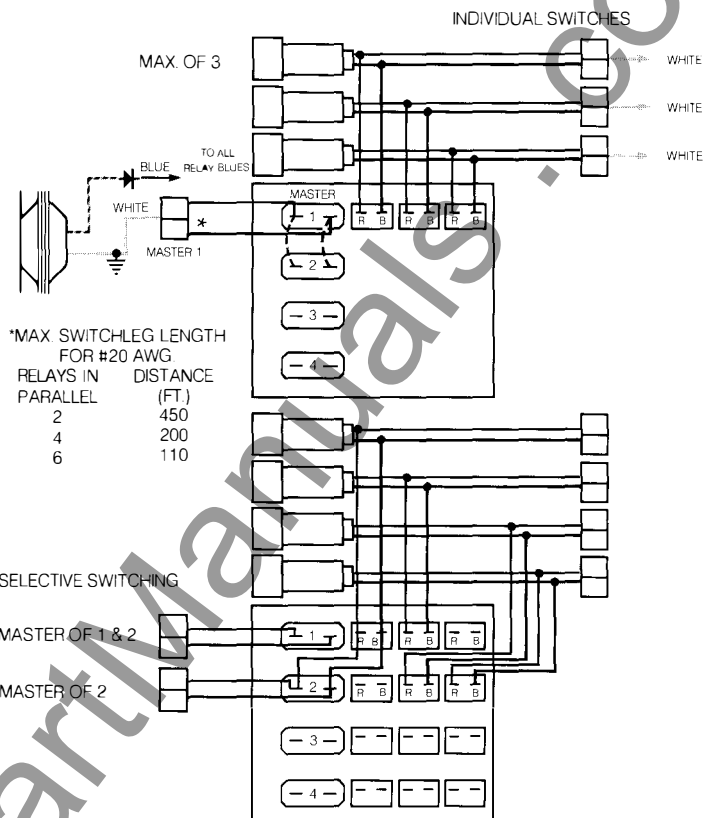 INDIVIDUAL SWITCHES
MAX. OF 3
WHITE
WHITE
TO ALL
RELAY BLUES
WHITE
BLUE
WHITE
*
MASTER 1
MASTER
1
R B
R B
R B
2
3
4
*MAX. SWITCHLEG LENGTH
FOR #20 AWG.
RELAYS IN DISTANCE
PARALLEL (FT.)
2 450
4 200
6 110
SELECTIVE SWITCHING
MASTER OF 1 & 2
1
R B
R B
MASTER OF 2
2
R B
R B
3
4